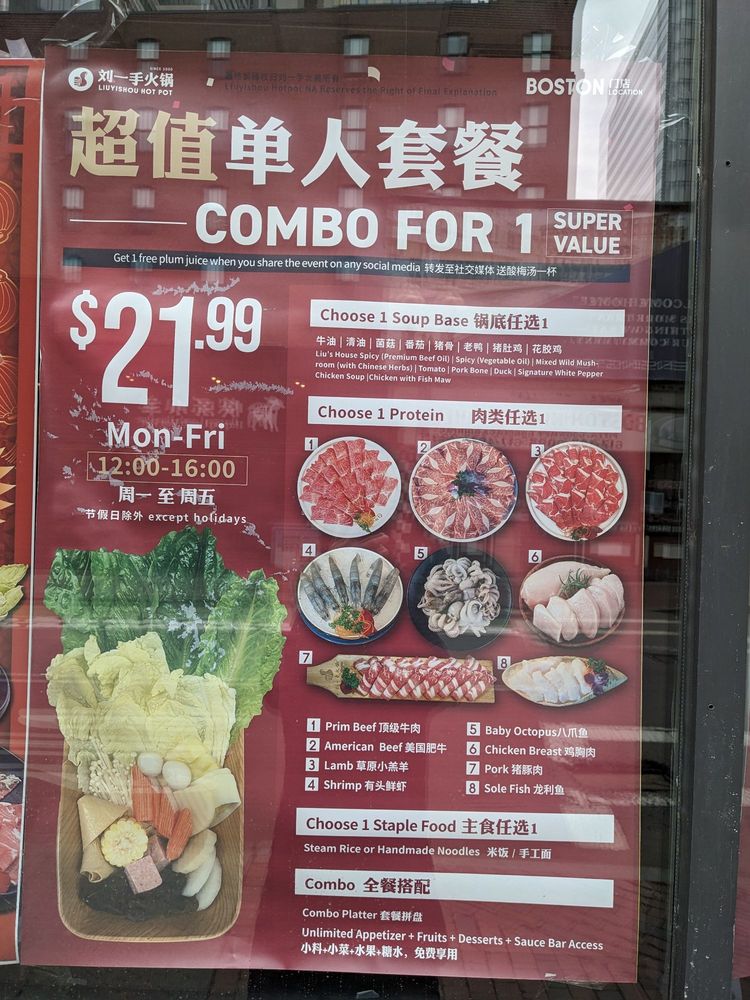 刘一手火锅
SINCE 2000
LIUYISHOU HOT POT
Liuyishou Hotpot NA Reserves the Right of Final Explanation
BOSTON 门店
LOCATION
超值单人套餐
COMBO FOR 1
SUPER
VALUE
Get 1 free plum juice when you share the event on any social media 转发至社交媒体 送酸梅汤一杯
$21.99
Mon-Fri
12:00-16:00
周一 至 周五
节假日除外 except holidays
Choose 1 Soup Base 锅底任选1
牛油 | 清油 | 菌菇 | 番茄 | 猪骨 | 老鸭 | 猪肚鸡 | 花胶鸡
Liu's House Spicy (Premium Beef Oil) | Spicy (Vegetable Oil) | Mixed Wild Mush-
room (with Chinese Herbs) | Tomato | Pork Bone | Duck | Signature White Pepper
Chicken Soup |Chicken with Fish Maw
Choose 1 Protein 肉类任选1
1
2
3
4
5
6
7
8
1 Prim Beef 顶级牛肉
2 American Beef 美国肥牛
3 Lamb 草原小羔羊
4 Shrimp 有头鲜虾
5 Baby Octopus八爪鱼
6 Chicken Breast 鸡胸肉
7 Pork 猪豚肉
8 Sole Fish 龙利鱼
Choose 1 Staple Food 主食任选1
Steam Rice or Handmade Noodles 米饭 / 手工面
Combo 全餐搭配
Combo Platter 套餐拼盘
Unlimited Appetizer + Fruits + Desserts + Sauce Bar Access
小料+小菜+水果+糖水，免费享用